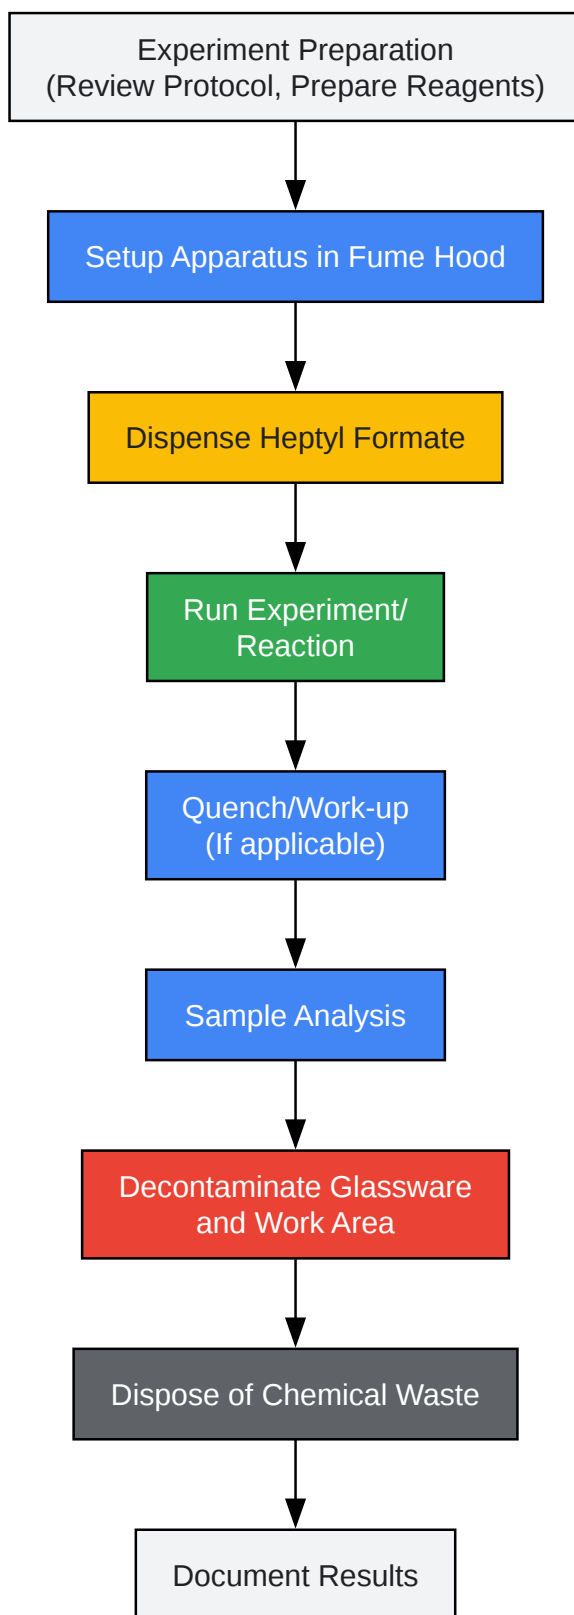 Experiment Preparation
(Review Protocol, Prepare Reagents)
Setup Apparatus in Fume Hood
Dispense Heptyl Formate
Run Experiment/
Reaction
Quench/Work-up
(If applicable)
Sample Analysis
Decontaminate Glassware
and Work Area
Dispose of Chemical Waste
Document Results